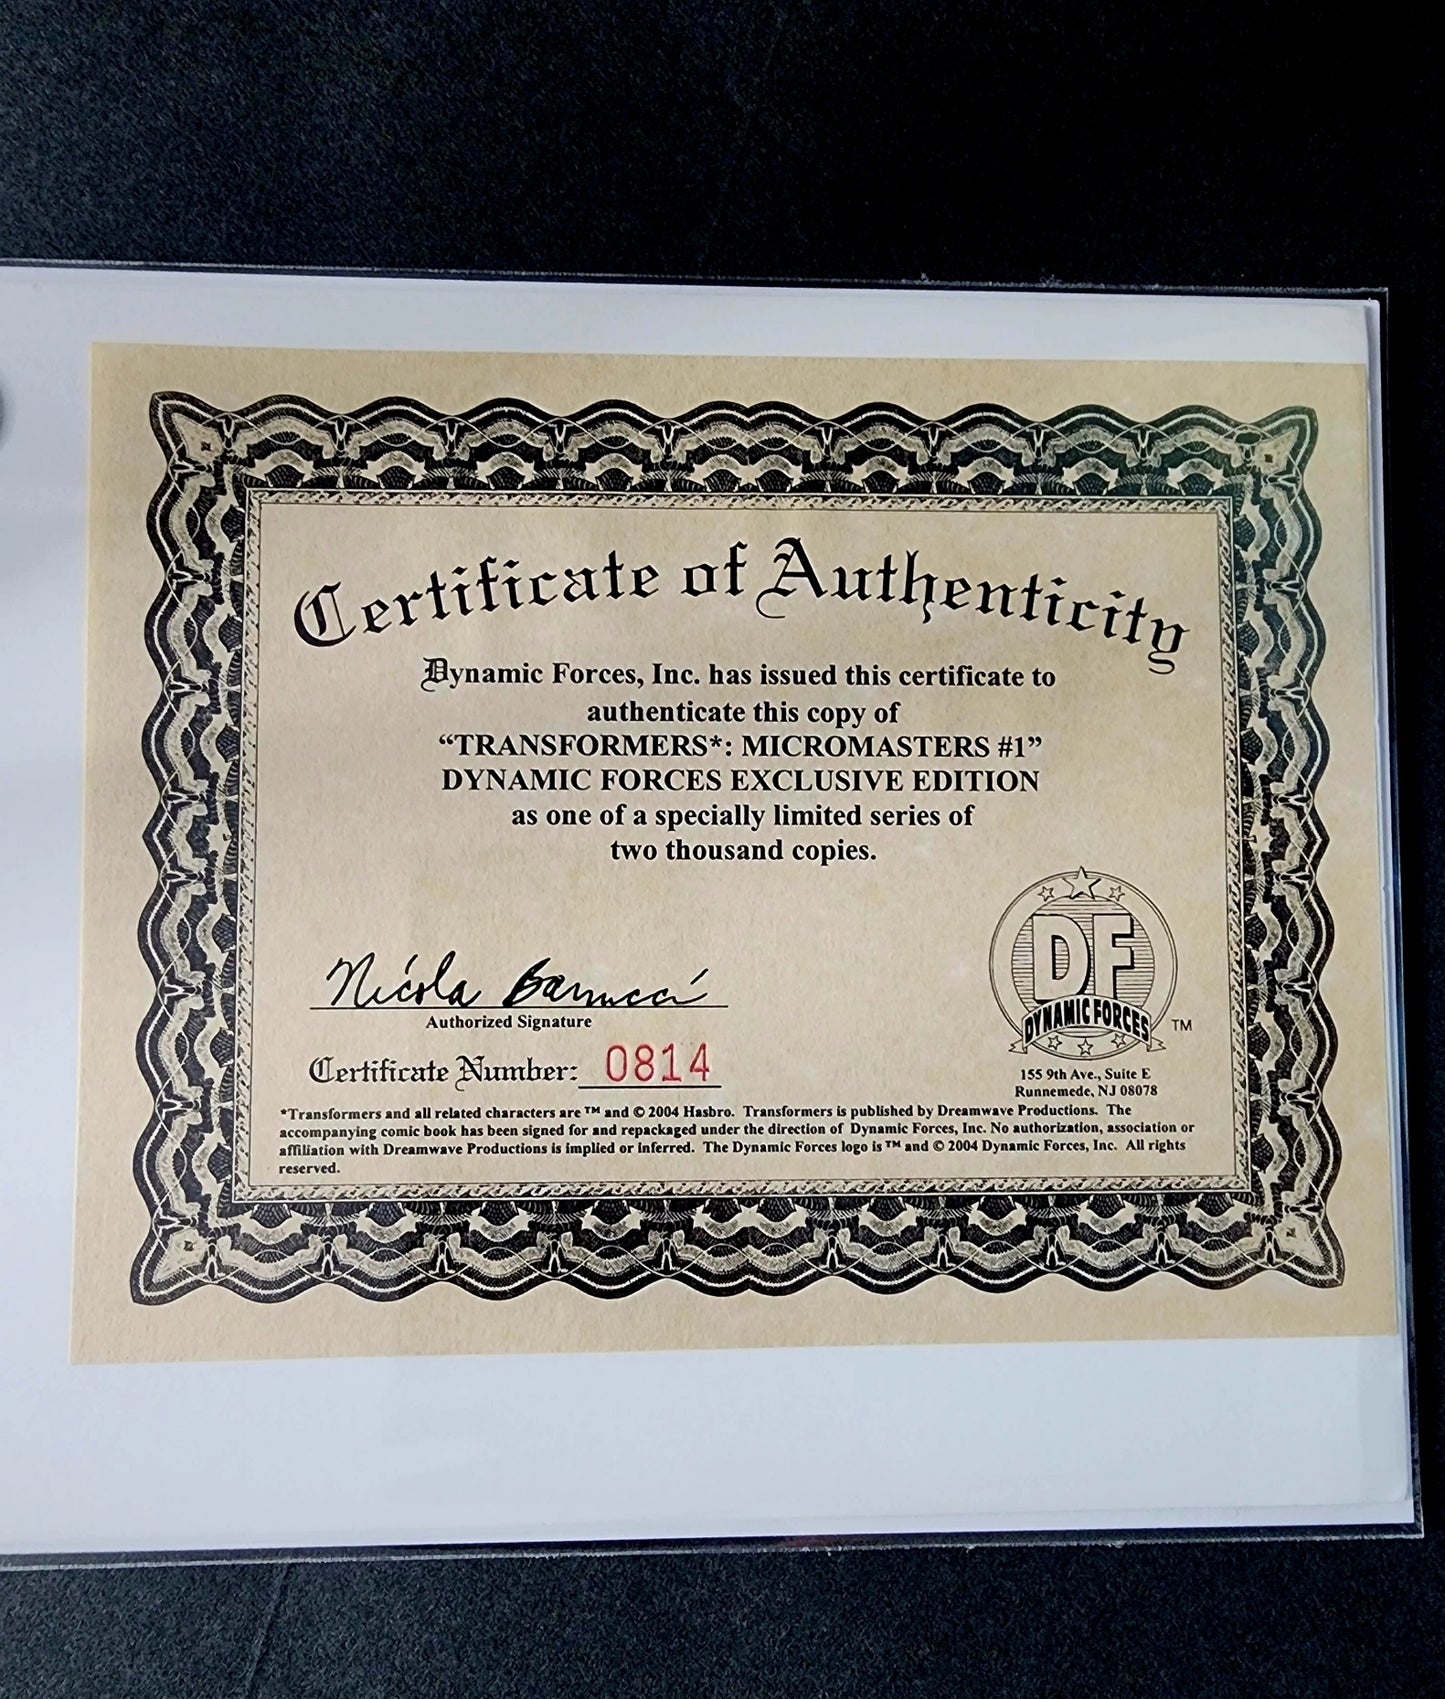 Certificate of Authenticity
Dynamic Forces, Inc. has issued this certificate to
authenticate this copy of
“TRANSFORMERS*: MICROMASTERS #1”
DYNAMIC FORCES EXCLUSIVE EDITION
as one of a specially limited series of
two thousand copies.
Nicola Barrucci
Authorized Signature
Certificate Number: 0814
DF
DYNAMIC FORCES ™
155 9th Ave., Suite E
Runnemede, NJ 08078
*Transformers and all related characters are ™ and © 2004 Hasbro. Transformers is published by Dreamwave Productions. The
accompanying comic book has been signed for and repackaged under the direction of Dynamic Forces, Inc. No authorization, association or
affiliation with Dreamwave Productions is implied or inferred. The Dynamic Forces logo is ™ and © 2004 Dynamic Forces, Inc. All rights
reserved.